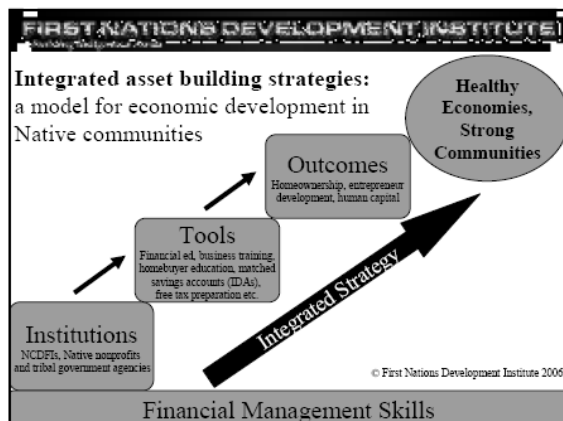 FIRST NATIONS DEVELOPMENT INSTITUTE
Integrated asset building strategies:
a model for economic development in
Native communities
Healthy
Economies,
Strong
Communities
Outcomes
Homeownership, entrepreneur
development, human capital
Tools
Financial ed, business training,
homebuyer education, matched
savings accounts (IDAs),
free tax preparation etc.
Institutions
NCDFIs, Native nonprofits
and tribal government agencies
Integrated Strategy
© First Nations Development Institute 2006
Financial Management Skills